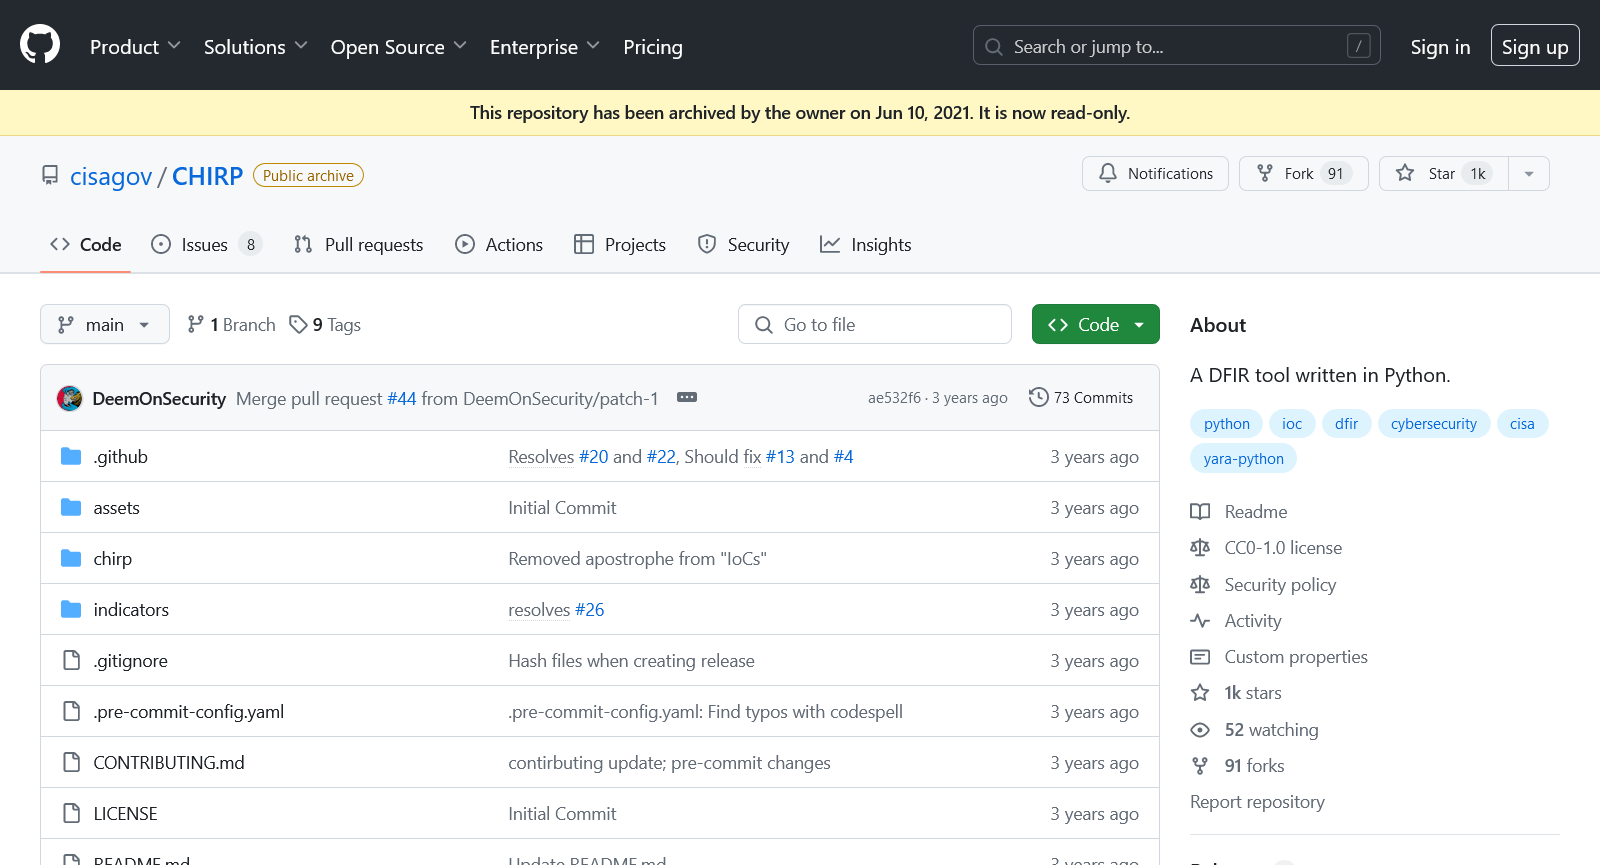 Product Solutions Open Source Enterprise Pricing Search or jump to... / Sign in Sign up
This repository has been archived by the owner on Jun 10, 2021. It is now read-only.
cisagov / CHIRP Public archive Notifications Fork 91 Star 1k
Code Issues 8 Pull requests Actions Projects Security Insights
main 1 Branch 9 Tags Go to file Code
DeemOnSecurity Merge pull request #44 from DeemOnSecurity/patch-1 ae532f6 · 3 years ago 73 Commits
.github Resolves #20 and #22, Should fix #13 and #4 3 years ago
assets Initial Commit 3 years ago
chirp Removed apostrophe from "IoCs" 3 years ago
indicators resolves #26 3 years ago
.gitignore Hash files when creating release 3 years ago
.pre-commit-config.yaml .pre-commit-config.yaml: Find typos with codespell 3 years ago
CONTRIBUTING.md contirbuting update; pre-commit changes 3 years ago
LICENSE Initial Commit 3 years ago
README.md Update README.md 3 years ago
About
A DFIR tool written in Python.
python ioc dfir cybersecurity cisa
yara-python
Readme
CC0-1.0 license
Security policy
Activity
Custom properties
1k stars
52 watching
91 forks
Report repository